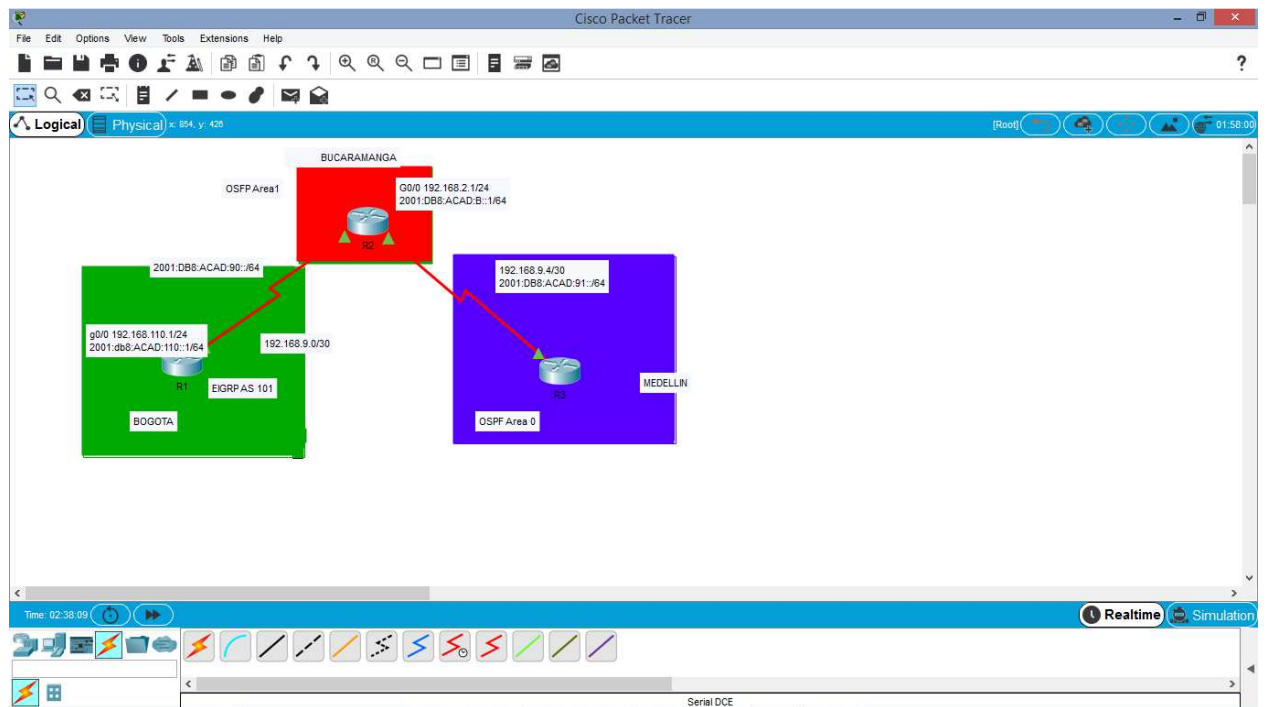 Cisco Packet Tracer
File Edit Options View Tools Extensions Help
?
Logical Physical x: 854, y: 426 [Root] 01:58:00
BUCARAMANGA
OSFP Area1
G0/0 192.168.2.1/24
2001:DB8:ACAD:B::1/64
R2
2001:DB8:ACAD:90::/64
192.168.9.4/30
2001:DB8:ACAD:91::/64
g0/0 192.168.110.1/24
2001:db8:ACAD:110::1/64
192.168.9.0/30
R1
EIGRP AS 101
R3
MEDELLIN
BOGOTA
OSPF Area 0
Time: 02:38:09 Realtime Simulation
Serial DCE